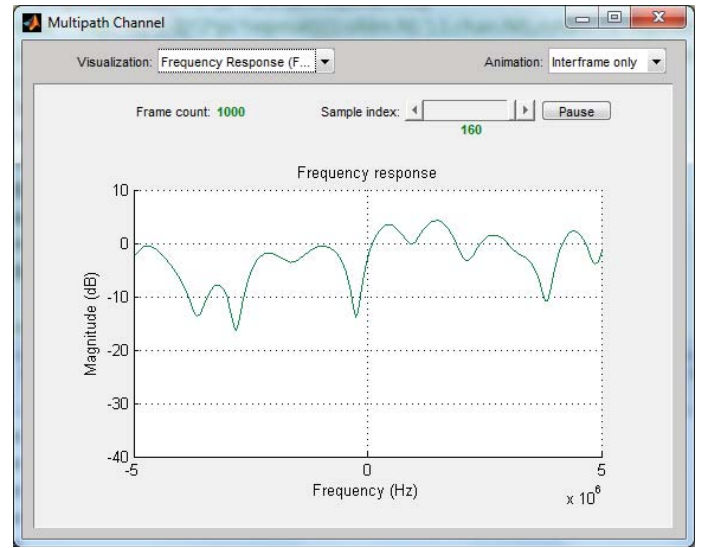 Multipath Channel
Visualization: Frequency Response (F... Animation: Interframe only
Frame count: 1000 Sample index: Pause
160
Frequency response
10
0
-10
-20
-30
-40
Magnitude (dB)
-5 0 5
Frequency (Hz)
x 10^6